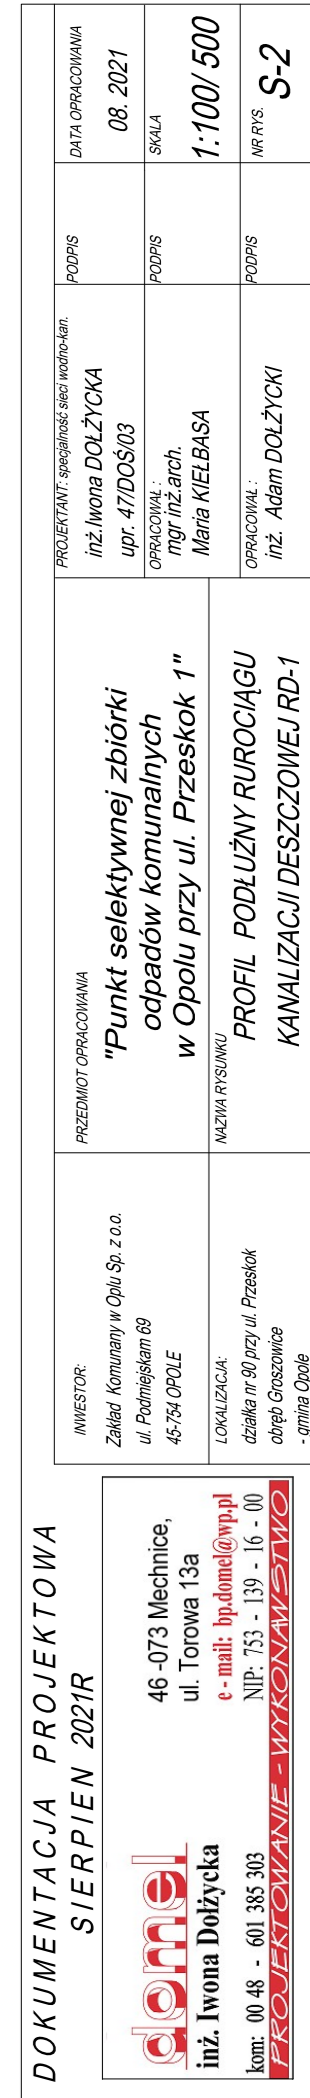 DOKUMENTACJA PROJEKTOWA
SIERPIEN 2021R
domel
inż. Iwona Dołżycka
kom: 00 48 - 601 385 303
46 -073 Mechnice,
ul. Torowa 13a
e - mail: bp.domel@wp.pl
NIP: 753 - 139 - 16 - 00
PROJEKTOWANIE - WYKONAWSTWO
INWESTOR:
Zakład Komunany w Oplu Sp. z o.o.
ul. Podmiejskam 69
45-754 OPOLE
LOKALIZACJA:
działka nr 90 przy ul. Przeskok
obręb Groszowice
- gmina Opole
PRZEDMIOT OPRACOWANIA
"Punkt selektywnej zbiórki
odpadów komunalnych
w Opolu przy ul. Przeskok 1"
NAZWA RYSUNKU
PROFIL PODŁUŻNY RUROCIĄGU
KANALIZACJI DESZCZOWEJ RD-1
PROJEKTANT: specjalność sieci wodno-kan.
inż.Iwona DOŁŻYCKA
upr. 47/DOŚ/03
OPRACOWAŁ :
mgr inż.arch.
Maria KIEŁBASA
OPRACOWAŁ :
inż. Adam DOŁŻYCKI
PODPIS
PODPIS
PODPIS
DATA OPRACOWANIA
08. 2021
SKALA
1:100/ 500
NR RYS.
S-2